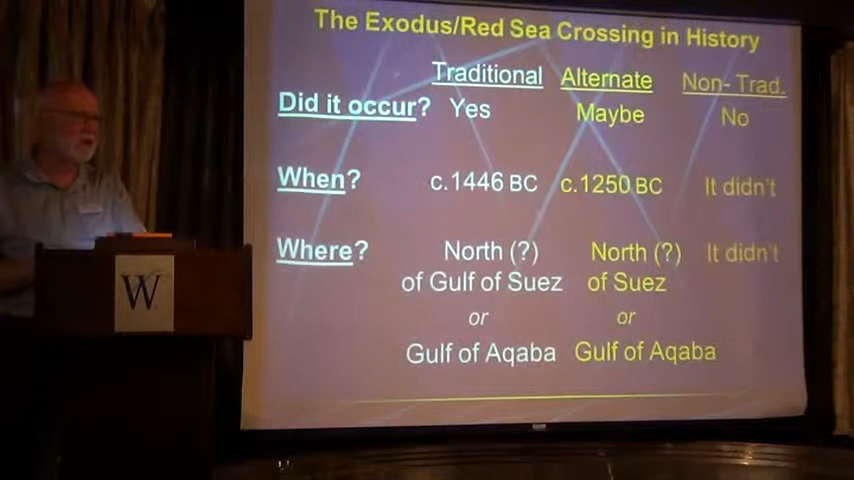 The Exodus/Red Sea Crossing in History
Traditional Alternate Non- Trad.
Did it occur? Yes Maybe No
When? c.1446 BC c.1250 BC It didn't
Where? North (?) North (?) It didn't
of Gulf of Suez of Suez
or or
Gulf of Aqaba Gulf of Aqaba
W